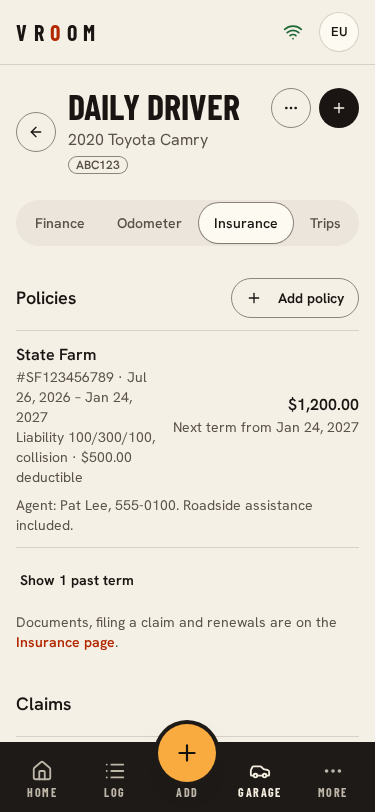 VROOM
EU
DAILY DRIVER
2020 Toyota Camry
ABC123
Finance
Odometer
Insurance
Trips
Policies
Add policy
State Farm
#SF123456789 · Jul
26, 2026 – Jan 24,
2027
Liability 100/300/100,
collision · $500.00
deductible
$1,200.00
Next term from Jan 24, 2027
Agent: Pat Lee, 555-0100. Roadside assistance
included.
Show 1 past term
Documents, filing a claim and renewals are on the
Insurance page.
Claims
HOME
LOG
ADD
GARAGE
MORE